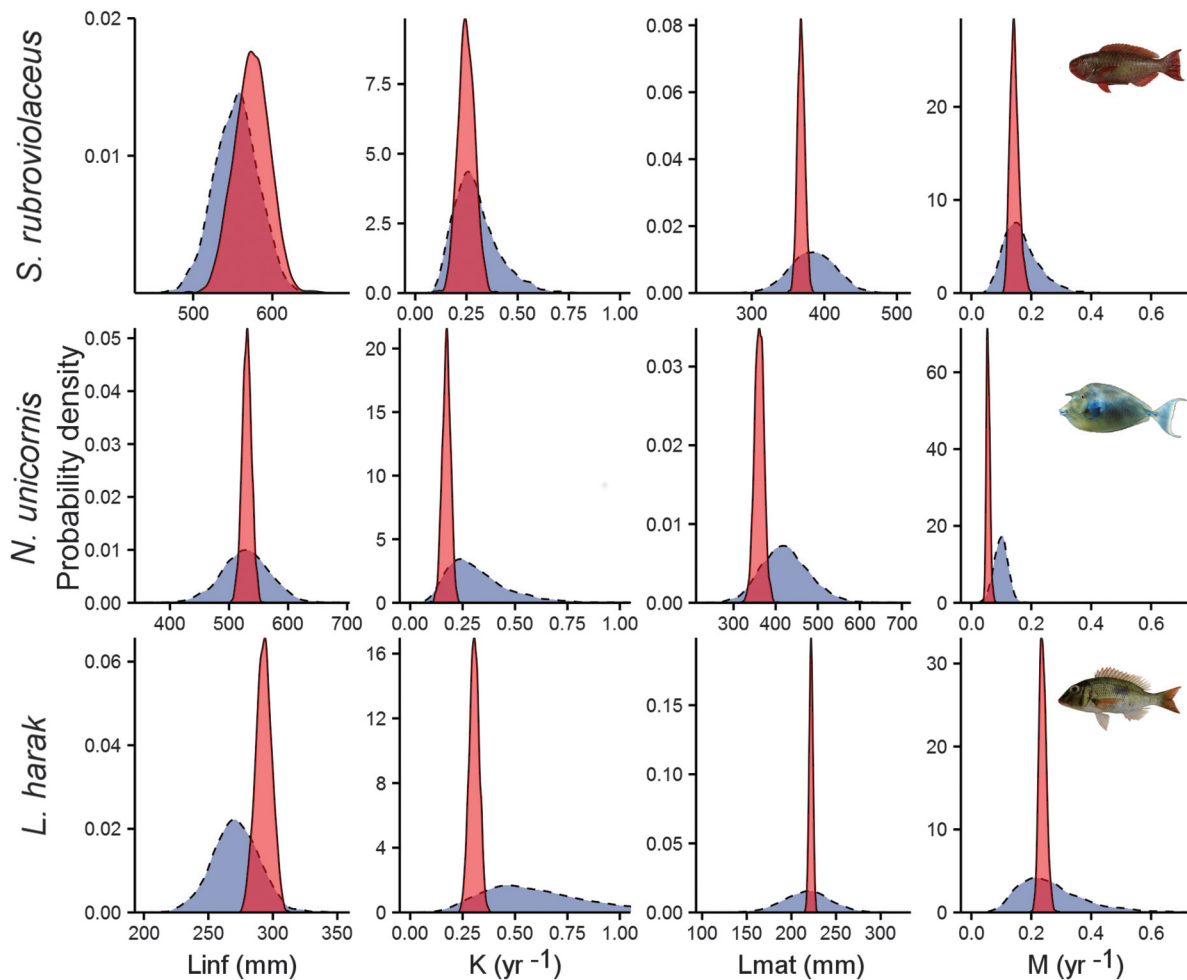 S. rubroviolaceus
0.02
0.01
500 600
7.5
5.0
2.5
0.0
0.00 0.25 0.50 0.75 1.00
0.08
0.06
0.04
0.02
0.00
300 400 500
20
10
0
0.0 0.2 0.4 0.6
N. unicornis
Probability density
0.05
0.04
0.03
0.02
0.01
0.00
400 500 600 700
20
15
10
5
0
0.00 0.25 0.50 0.75 1.00
0.03
0.02
0.01
0.00
300 400 500 600 700
60
40
20
0
0.0 0.2 0.4 0.6
L. harak
0.06
0.04
0.02
0.00
200 250 300 350
16
12
8
4
0
0.00 0.25 0.50 0.75 1.00
0.15
0.10
0.05
0.00
100 150 200 250 300
30
20
10
0
0.0 0.2 0.4 0.6
Linf (mm)
K (yr -1)
Lmat (mm)
M (yr -1)